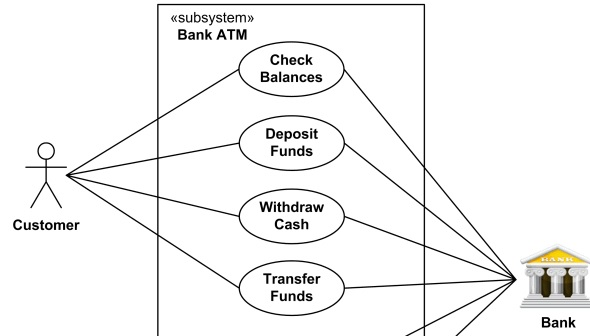 «subsystem»
Bank ATM
Check
Balances
Deposit
Funds
Withdraw
Cash
Transfer
Funds
Customer
BANK
Bank